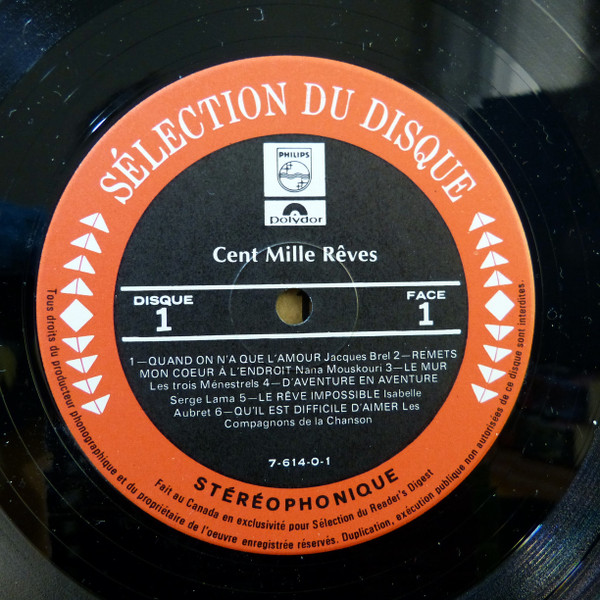 SÉLECTION DU DISQUE
PHILIPS
Polydor
Cent Mille Rêves
DISQUE
1
FACE
1
1—QUAND ON N'A QUE L'AMOUR Jacques Brel 2—REMETS
MON COEUR À L'ENDROIT Nana Mouskouri 3—LE MUR
Les trois Ménestrels 4—D'AVENTURE EN AVENTURE
Serge Lama 5—LE RÊVE IMPOSSIBLE Isabelle
Aubret 6—QU'IL EST DIFFICILE D'AIMER Les
Compagnons de la Chanson
7-614-0-1
STÉRÉOPHONIQUE
Fait au Canada en exclusivité pour Sélection du Reader's Digest
Tous droits du producteur phonographique et du propriétaire de l'oeuvre enregistrée réservés. Duplication, exécution publique non autorisées de ce disque sont interdites.